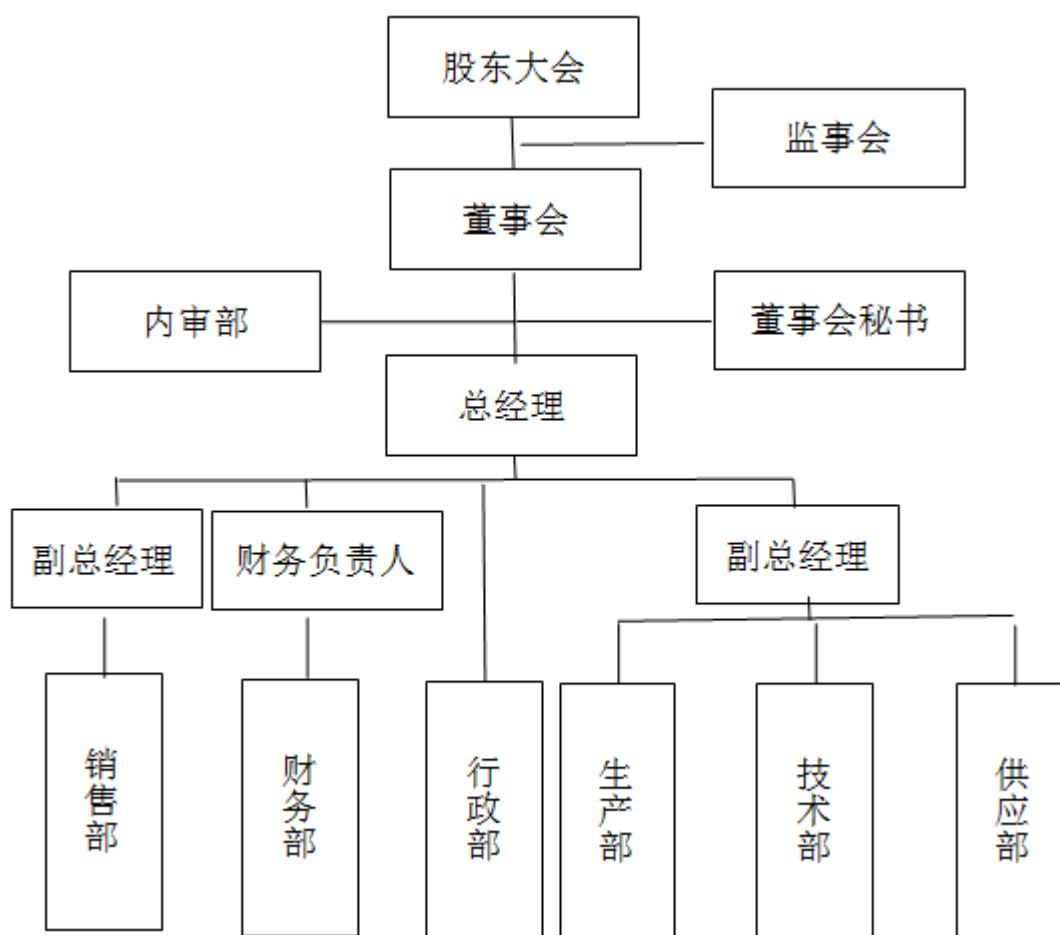 股东大会
监事会
董事会
内审部
董事会秘书
总经理
副总经理
财务负责人
副总经理
销售部
财务部
行政部
生产部
技术部
供应部